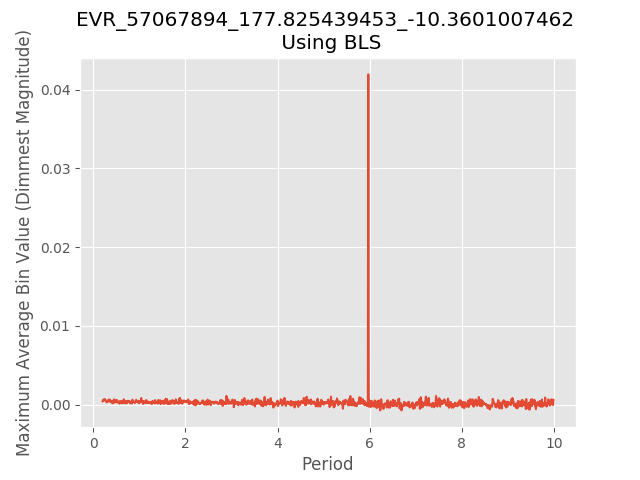 EVR_57067894_177.825439453_-10.3601007462
Using BLS
Maximum Average Bin Value (Dimmest Magnitude)
0.04
0.03
0.02
0.01
0.00
0
2
4
6
8
10
Period